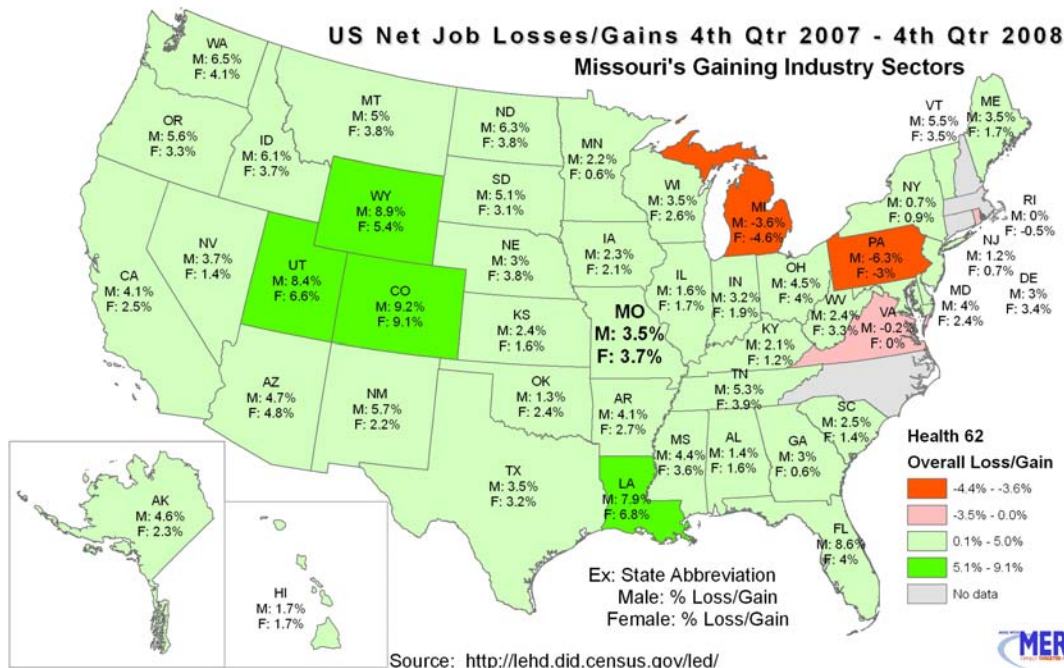 US Net Job Losses/Gains 4th Qtr 2007 - 4th Qtr 2008
Missouri's Gaining Industry Sectors
WA
M: 6.5%
F: 4.1%
OR
M: 5.6%
F: 3.3%
ID
M: 6.1%
F: 3.7%
MT
M: 5%
F: 3.8%
ND
M: 6.3%
F: 3.8%
MN
M: 2.2%
F: 0.6%
SD
M: 5.1%
F: 3.1%
WI
M: 3.5%
F: 2.6%
MI
M: -3.6%
F: -4.6%
VT
M: 5.5%
F: 3.5%
ME
M: 3.5%
F: 1.7%
NY
M: 0.7%
F: 0.9%
RI
M: 0%
F: -0.5%
NJ
M: 1.2%
F: 0.7%
PA
M: -6.3%
F: -3%
DE
M: 3%
F: 3.4%
MD
M: 4%
F: 2.4%
WY
M: 8.9%
F: 5.4%
NV
M: 3.7%
F: 1.4%
UT
M: 8.4%
F: 6.6%
CA
M: 4.1%
F: 2.5%
CO
M: 9.2%
F: 9.1%
NE
M: 3%
F: 3.8%
IA
M: 2.3%
F: 2.1%
IL
M: 1.6%
F: 1.7%
IN
M: 3.2%
F: 1.9%
OH
M: 4.5%
F: 4%
WV
M: 2.4%
F: 3.3%
VA
M: -0.2%
F: 0%
KS
M: 2.4%
F: 1.6%
MO
M: 3.5%
F: 3.7%
KY
M: 2.1%
F: 1.2%
TN
M: 5.3%
F: 3.9%
AZ
M: 4.7%
F: 4.8%
NM
M: 5.7%
F: 2.2%
OK
M: 1.3%
F: 2.4%
AR
M: 4.1%
F: 2.7%
MS
M: 4.4%
F: 3.6%
AL
M: 1.4%
F: 1.6%
GA
M: 3%
F: 0.6%
SC
M: 2.5%
F: 1.4%
TX
M: 3.5%
F: 3.2%
LA
M: 7.9%
F: 6.8%
FL
M: 8.6%
F: 4%
AK
M: 4.6%
F: 2.3%
HI
M: 1.7%
F: 1.7%
Health 62
Overall Loss/Gain
-4.4% - -3.6%
-3.5% - 0.0%
0.1% - 5.0%
5.1% - 9.1%
No data
Ex: State Abbreviation
Male: % Loss/Gain
Female: % Loss/Gain
Source: http://lehd.did.census.gov/led/